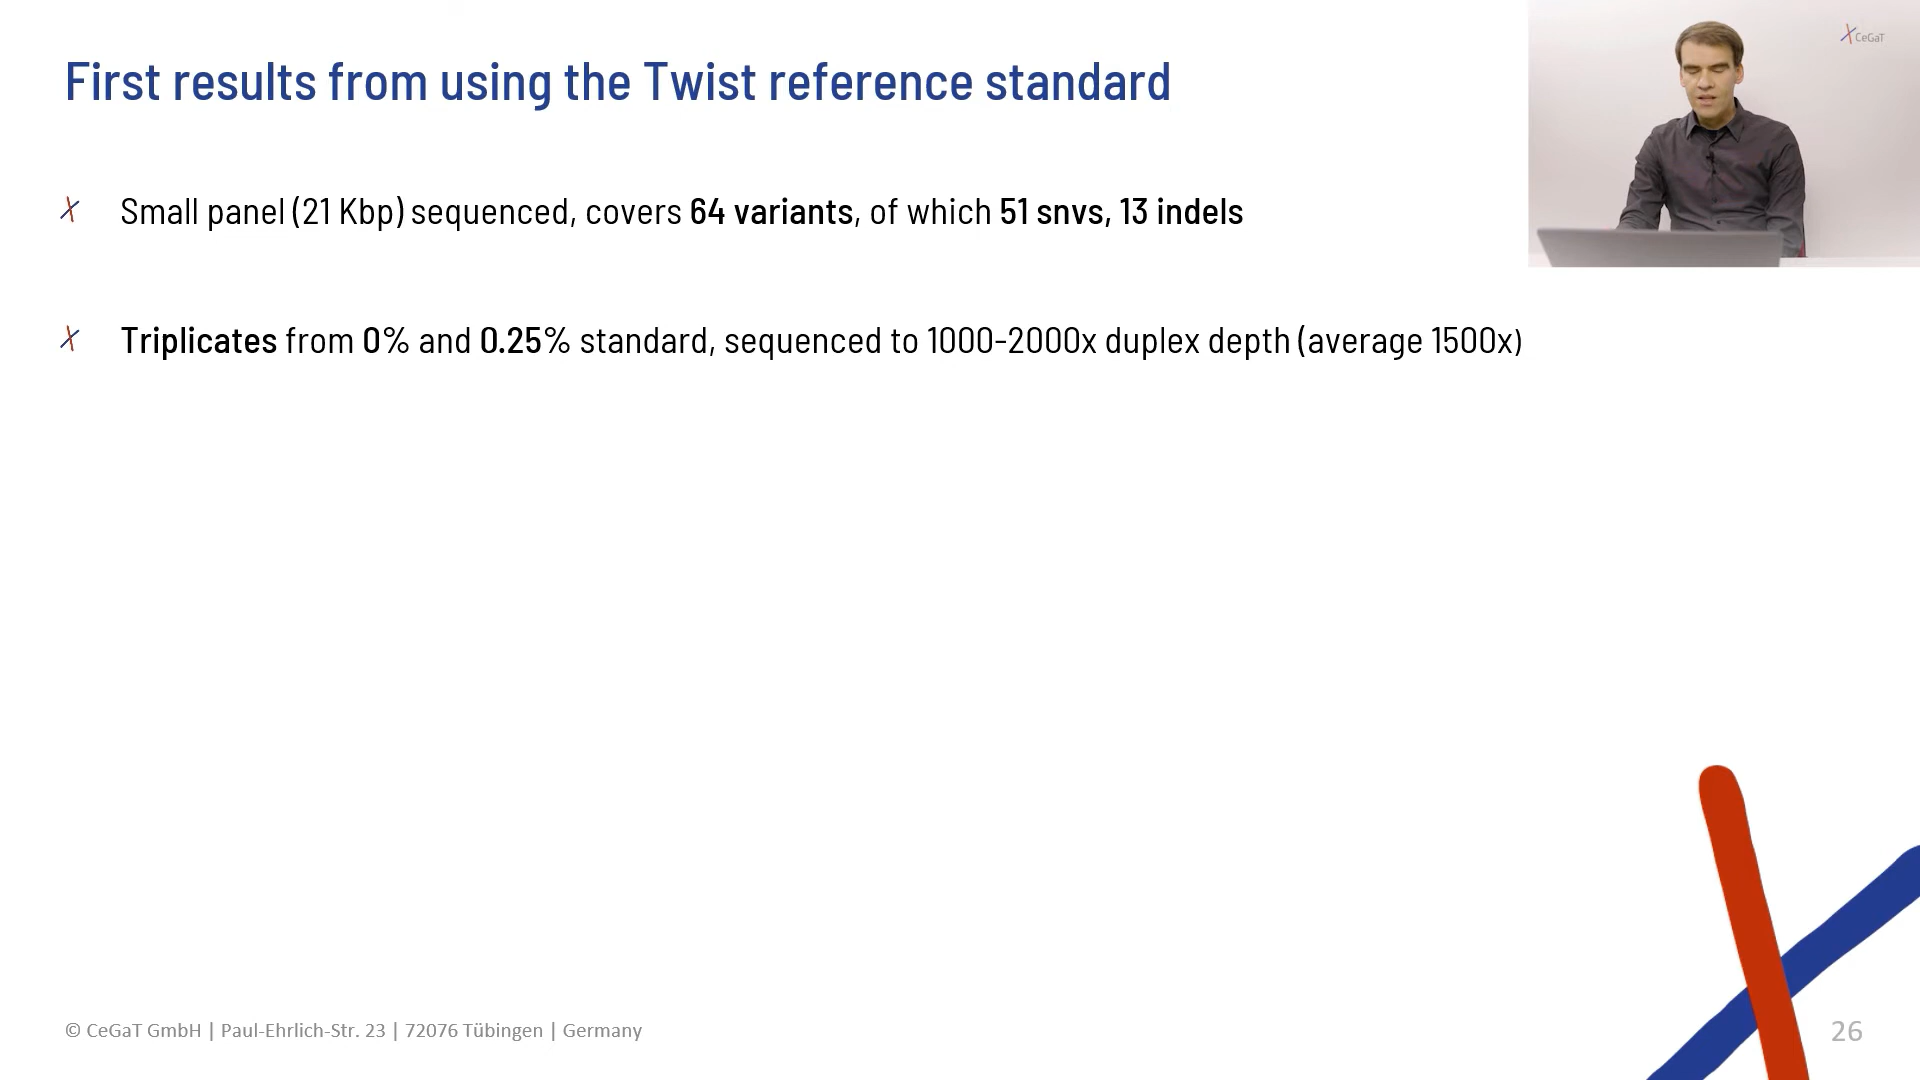 First results from using the Twist reference standard
CeGaT
Small panel (21 Kbp) sequenced, covers 64 variants, of which 51 snvs, 13 indels
Triplicates from 0% and 0.25% standard, sequenced to 1000-2000x duplex depth (average 1500x)
© CeGaT GmbH | Paul-Ehrlich-Str. 23 | 72076 Tübingen | Germany
26